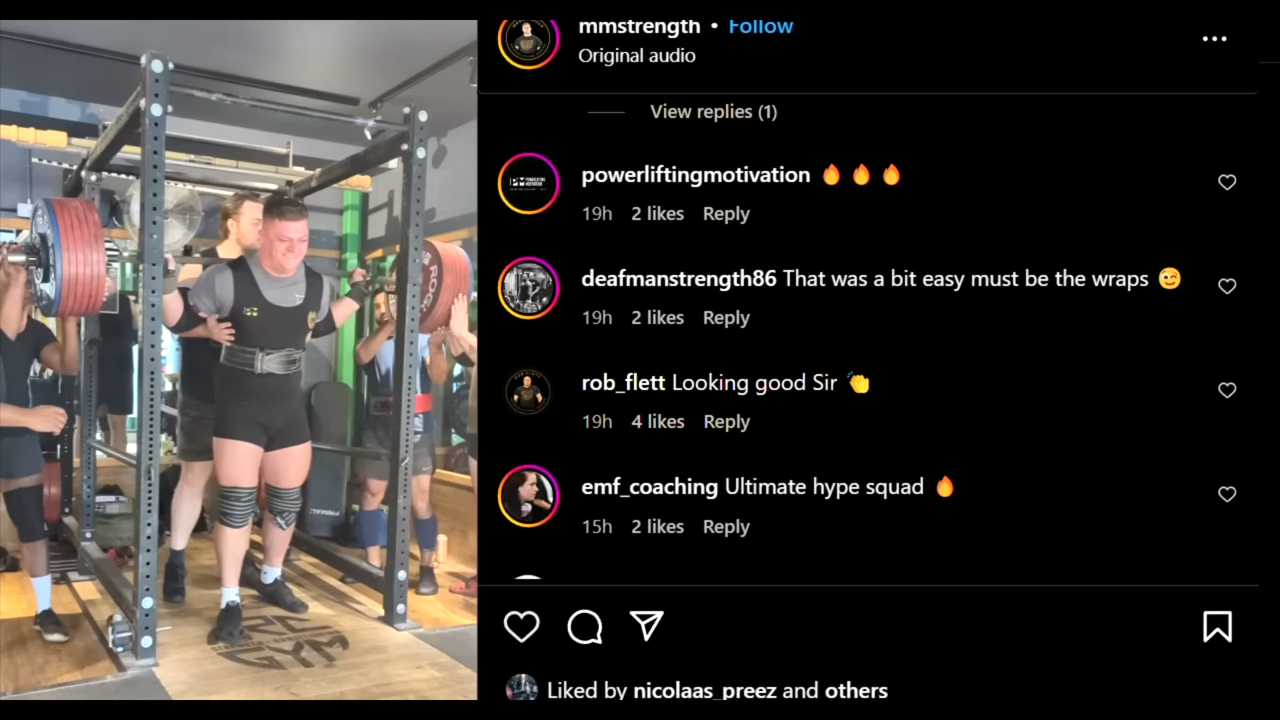 mmstrength • Follow
Original audio
View replies (1)
powerliftingmotivation 🔥 🔥 🔥
19h 2 likes Reply
deafmanstrength86 That was a bit easy must be the wraps 😉
19h 2 likes Reply
rob_flett Looking good Sir 👏
19h 4 likes Reply
emf_coaching Ultimate hype squad 🔥
15h 2 likes Reply
Liked by nicolaas_preez and others
ROGUE
PRIMAL
RC
GYM